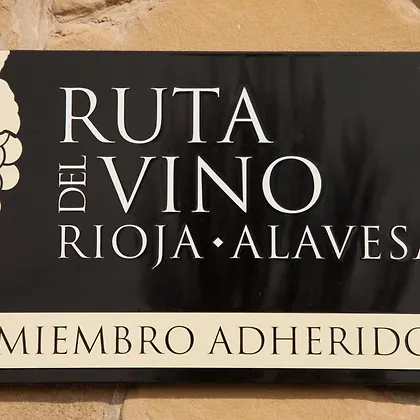 RUTA
DEL VINO
RIOJA · ALAVESA
MIEMBRO ADHERIDO